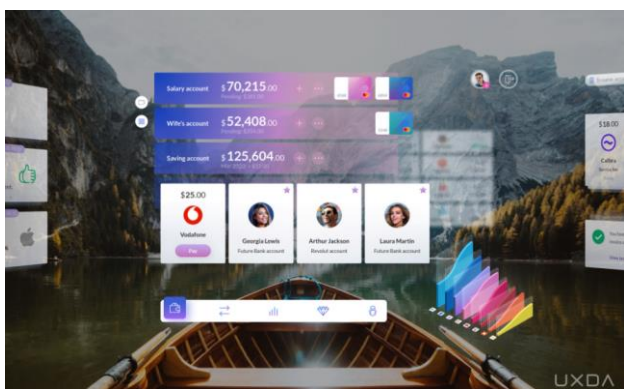 Salary account $70,215.00
Wife's account $52,408.00
Saving account $125,604.00
$25.00
Vodafone
Pay
Georgia Lewis
Future Bank account
Arthur Jackson
Revolut account
Laura Martin
Future Bank account
$18.00
UXDA